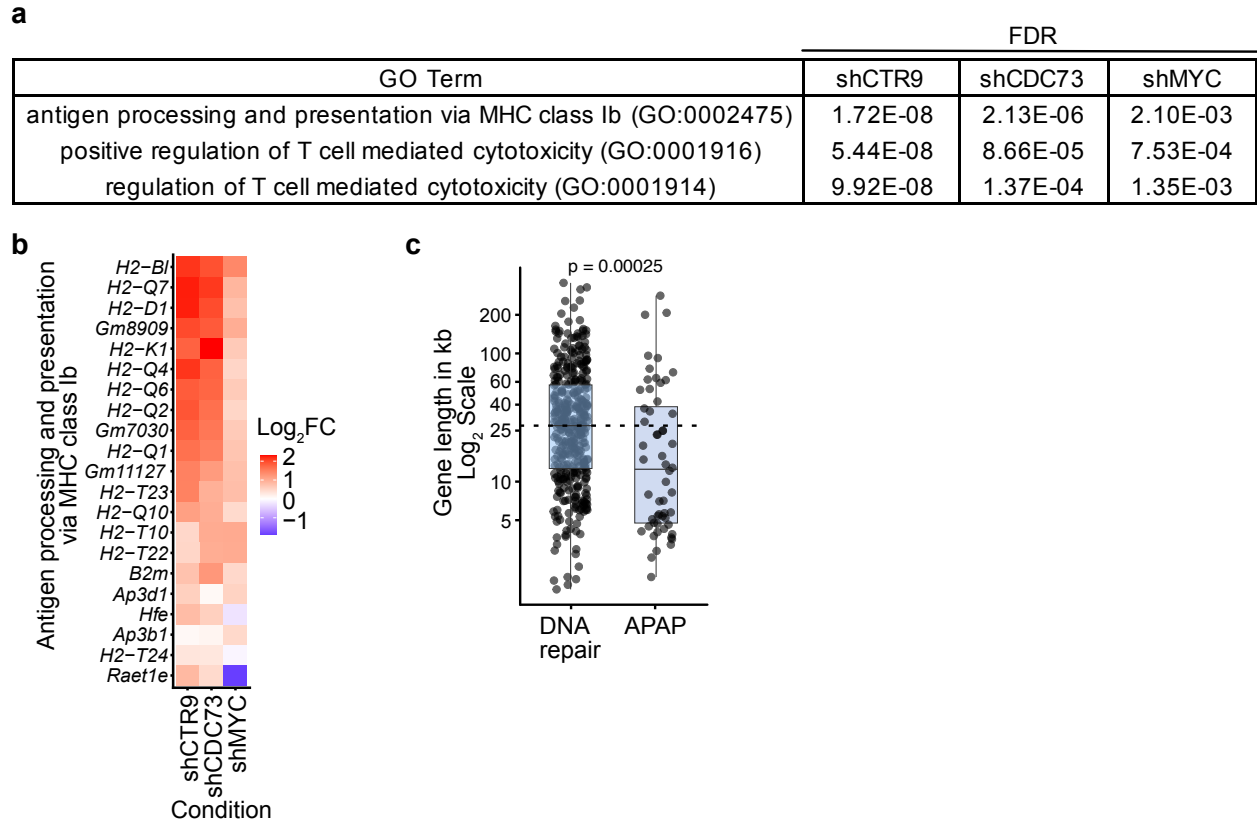 a
FDR
GO Term shCTR9 shCDC73 shMYC
antigen processing and presentation via MHC class Ib (GO:0002475) 1.72E-08 2.13E-06 2.10E-03
positive regulation of T cell mediated cytotoxicity (GO:0001916) 5.44E-08 8.66E-05 7.53E-04
regulation of T cell mediated cytotoxicity (GO:0001914) 9.92E-08 1.37E-04 1.35E-03
b
Antigen processing and presentation
via MHC class Ib
H2−Bl
H2−Q7
H2−D1
Gm8909
H2−K1
H2−Q4
H2−Q6
H2−Q2
Gm7030
H2−Q1
Gm11127
H2−T23
H2−Q10
H2−T10
H2−T22
B2m
Ap3d1
Hfe
Ap3b1
H2−T24
Raet1e
shCTR9
shCDC73
shMYC
Condition
Log2FC
2
1
0
−1
c
p = 0.00025
Gene length in kb
Log2 Scale
200
100
60
40
25
10
5
DNA
repair
APAP